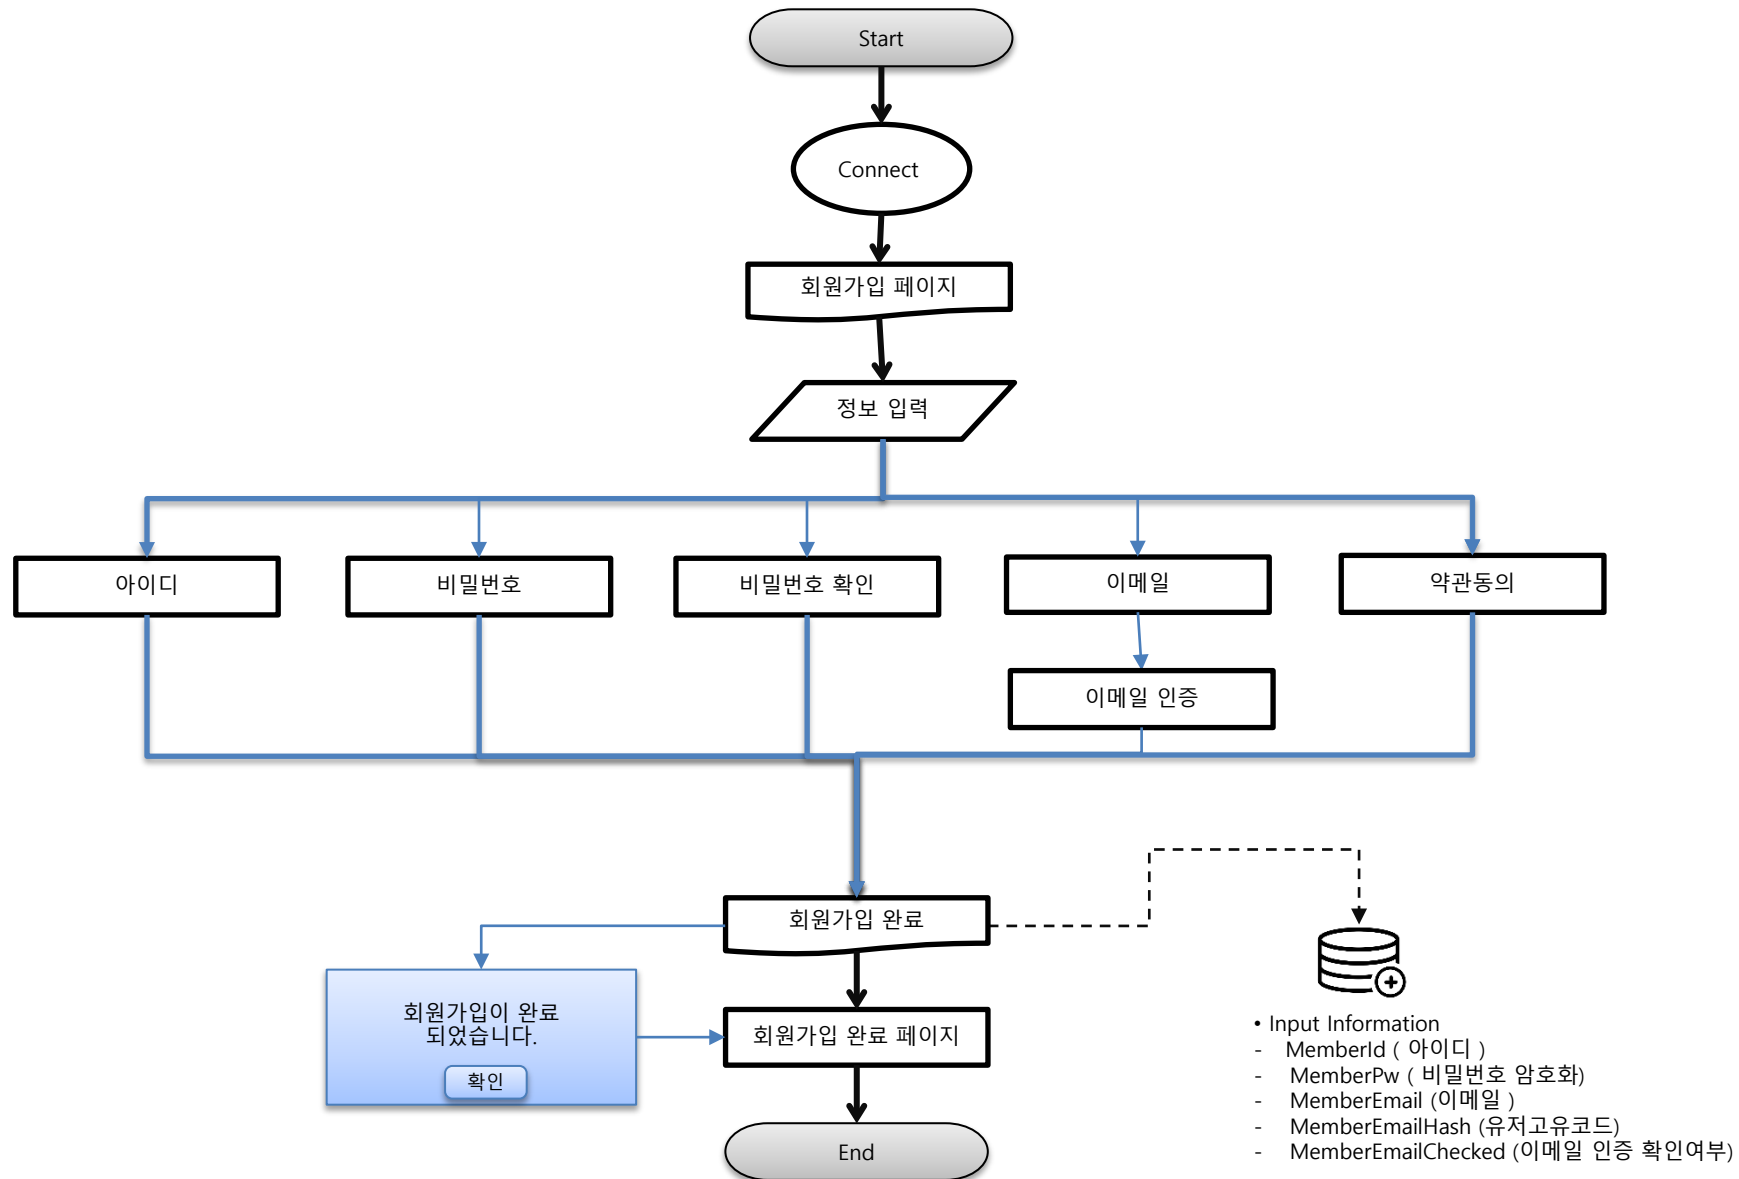 Start
Connect
회원가입 페이지
정보 입력
아이디
비밀번호
비밀번호 확인
이메일
약관동의
이메일 인증
회원가입 완료
회원가입이 완료
되었습니다.
확인
회원가입 완료 페이지
End
• Input Information
- MemberId ( 아이디 )
- MemberPw ( 비밀번호 암호화)
- MemberEmail (이메일 )
- MemberEmailHash (유저고유코드)
- MemberEmailChecked (이메일 인증 확인여부)